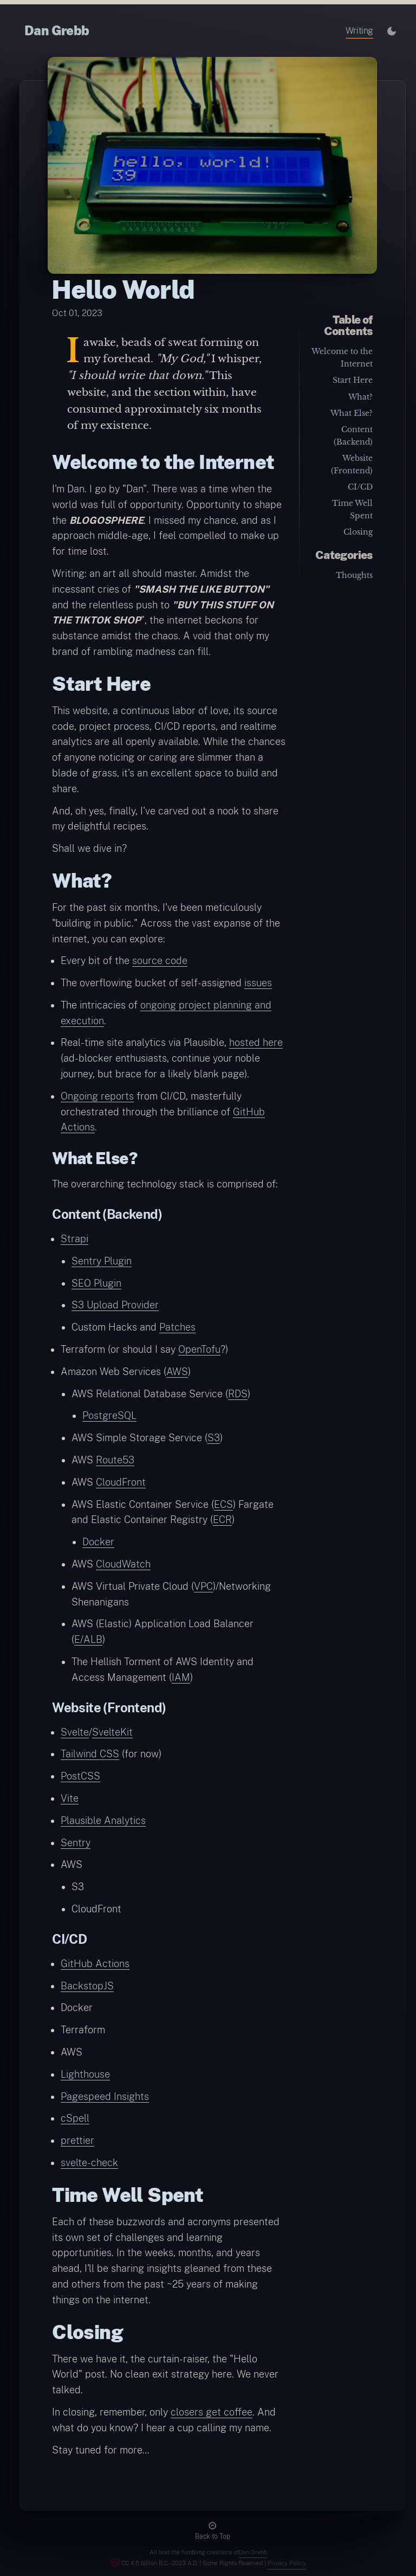 Dan Grebb
Writing
hello, world!
39
Hello World
Oct 01, 2023
I awake, beads of sweat forming on
my forehead. "My God," I whisper,
"I should write that down." This
website, and the section within, have
consumed approximately six months
of my existence.
Table of
Contents
Welcome to the
Internet
Start Here
What?
What Else?
Content
(Backend)
Website
(Frontend)
CI/CD
Time Well
Spent
Closing
Categories
Thoughts
Welcome to the Internet
I'm Dan. I go by "Dan". There was a time when the
world was full of opportunity. Opportunity to shape
the BLOGOSPHERE. I missed my chance, and as I
approach middle-age, I feel compelled to make up
for time lost.
Writing: an art all should master. Amidst the
incessant cries of "SMASH THE LIKE BUTTON"
and the relentless push to "BUY THIS STUFF ON
THE TIKTOK SHOP", the internet beckons for
substance amidst the chaos. A void that only my
brand of rambling madness can fill.
Start Here
This website, a continuous labor of love, its source
code, project process, CI/CD reports, and realtime
analytics are all openly available. While the chances
of anyone noticing or caring are slimmer than a
blade of grass, it's an excellent space to build and
share.
And, oh yes, finally, I've carved out a nook to share
my delightful recipes.
Shall we dive in?
What?
For the past six months, I've been meticulously
"building in public." Across the vast expanse of the
internet, you can explore:
Every bit of the source code
The overflowing bucket of self-assigned issues
The intricacies of ongoing project planning and
execution.
Real-time site analytics via Plausible, hosted here
(ad-blocker enthusiasts, continue your noble
journey, but brace for a likely blank page).
Ongoing reports from CI/CD, masterfully
orchestrated through the brilliance of GitHub
Actions.
What Else?
The overarching technology stack is comprised of:
Content (Backend)
Strapi
Sentry Plugin
SEO Plugin
S3 Upload Provider
Custom Hacks and Patches
Terraform (or should I say OpenTofu?)
Amazon Web Services (AWS)
AWS Relational Database Service (RDS)
PostgreSQL
AWS Simple Storage Service (S3)
AWS Route53
AWS CloudFront
AWS Elastic Container Service (ECS) Fargate
and Elastic Container Registry (ECR)
Docker
AWS CloudWatch
AWS Virtual Private Cloud (VPC)/Networking
Shenanigans
AWS (Elastic) Application Load Balancer
(E/ALB)
The Hellish Torment of AWS Identity and
Access Management (IAM)
Website (Frontend)
Svelte/SvelteKit
Tailwind CSS (for now)
PostCSS
Vite
Plausible Analytics
Sentry
AWS
S3
CloudFront
CI/CD
GitHub Actions
BackstopJS
Docker
Terraform
AWS
Lighthouse
Pagespeed Insights
cSpell
prettier
svelte-check
Time Well Spent
Each of these buzzwords and acronyms presented
its own set of challenges and learning
opportunities. In the weeks, months, and years
ahead, I'll be sharing insights gleaned from these
and others from the past ~25 years of making
things on the internet.
Closing
There we have it, the curtain-raiser, the "Hello
World" post. No clean exit strategy here. We never
talked.
In closing, remember, only closers get coffee. And
what do you know? I hear a cup calling my name.
Stay tuned for more...
Back to Top
All text the fumbling creations of Dan Grebb
CC 4.5 billion B.C.-2023 A.D. | Some Rights Reserved | Privacy Policy